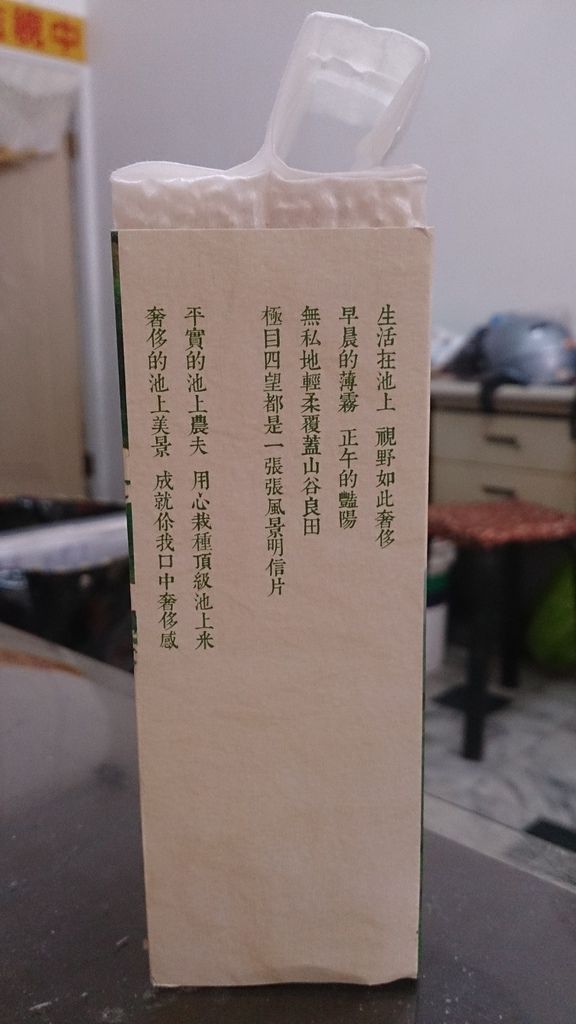 生活在池上 視野如此奢侈
早晨的薄霧 正午的豔陽
無私地輕柔覆蓋山谷良田
極目四望都是一張張風景明信片
平實的池上農夫 用心栽種頂級池上米
奢侈的池上美景 成就你我口中奢侈感